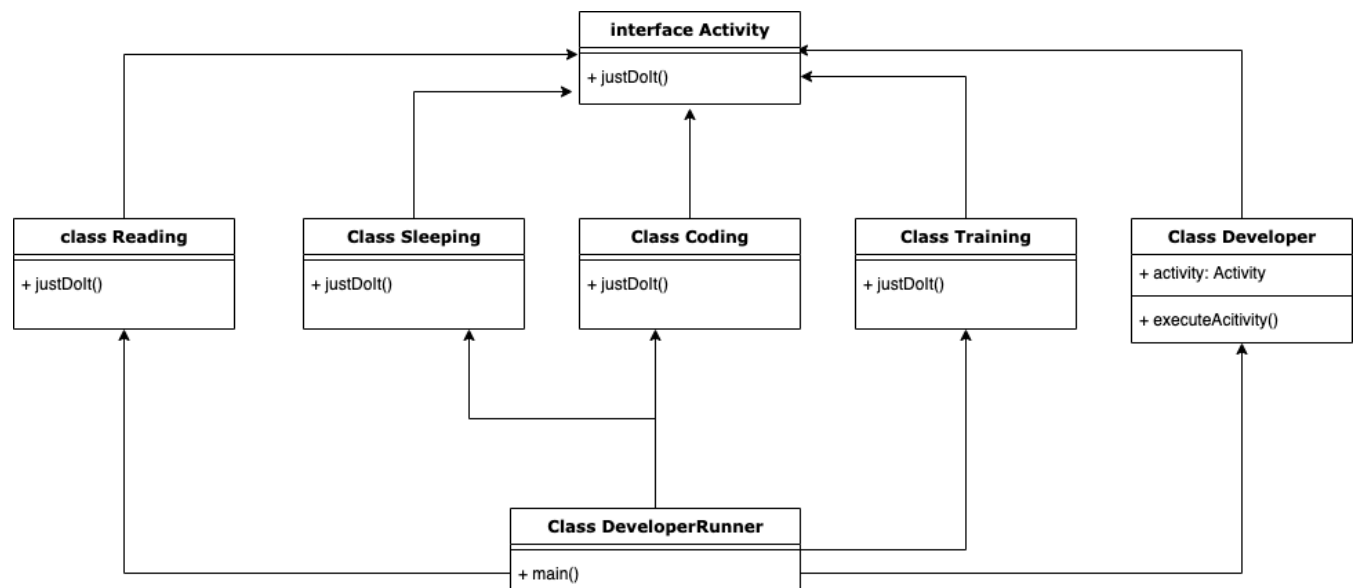 interface Activity
+ justDoIt()
class Reading
+ justDoIt()
Class Sleeping
+ justDoIt()
Class Coding
+ justDoIt()
Class Training
+ justDoIt()
Class Developer
+ activity: Activity
+ executeAcitivity()
Class DeveloperRunner
+ main()